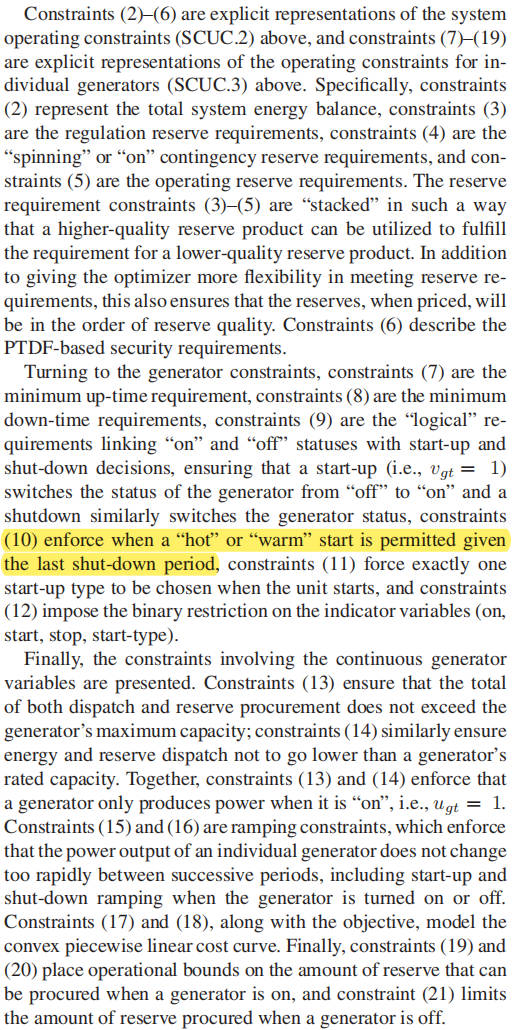 Constraints (2)–(6) are explicit representations of the system
operating constraints (SCUC.2) above, and constraints (7)–(19)
are explicit representations of the operating constraints for in-
dividual generators (SCUC.3) above. Specifically, constraints
(2) represent the total system energy balance, constraints (3)
are the regulation reserve requirements, constraints (4) are the
“spinning” or “on” contingency reserve requirements, and con-
straints (5) are the operating reserve requirements. The reserve
requirement constraints (3)–(5) are “stacked” in such a way
that a higher-quality reserve product can be utilized to fulfill
the requirement for a lower-quality reserve product. In addition
to giving the optimizer more flexibility in meeting reserve re-
quirements, this also ensures that the reserves, when priced, will
be in the order of reserve quality. Constraints (6) describe the
PTDF-based security requirements.
Turning to the generator constraints, constraints (7) are the
minimum up-time requirement, constraints (8) are the minimum
down-time requirements, constraints (9) are the “logical” re-
quirements linking “on” and “off” statuses with start-up and
shut-down decisions, ensuring that a start-up (i.e., v_gt = 1)
switches the status of the generator from “off” to “on” and a
shutdown similarly switches the generator status, constraints
(10) enforce when a “hot” or “warm” start is permitted given
the last shut-down period, constraints (11) force exactly one
start-up type to be chosen when the unit starts, and constraints
(12) impose the binary restriction on the indicator variables (on,
start, stop, start-type).
Finally, the constraints involving the continuous generator
variables are presented. Constraints (13) ensure that the total
of both dispatch and reserve procurement does not exceed the
generator’s maximum capacity; constraints (14) similarly ensure
energy and reserve dispatch not to go lower than a generator’s
rated capacity. Together, constraints (13) and (14) enforce that
a generator only produces power when it is “on”, i.e., u_gt = 1.
Constraints (15) and (16) are ramping constraints, which enforce
that the power output of an individual generator does not change
too rapidly between successive periods, including start-up and
shut-down ramping when the generator is turned on or off.
Constraints (17) and (18), along with the objective, model the
convex piecewise linear cost curve. Finally, constraints (19) and
(20) place operational bounds on the amount of reserve that can
be procured when a generator is on, and constraint (21) limits
the amount of reserve procured when a generator is off.